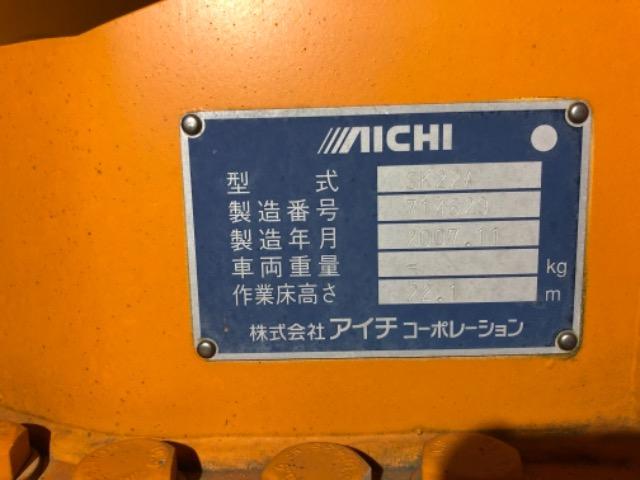 AICHI
型 式
製造番号
製造年月 2007.11
車両重量 - kg
作業床高さ 22.1 m
株式会社 アイチ コーポレーション